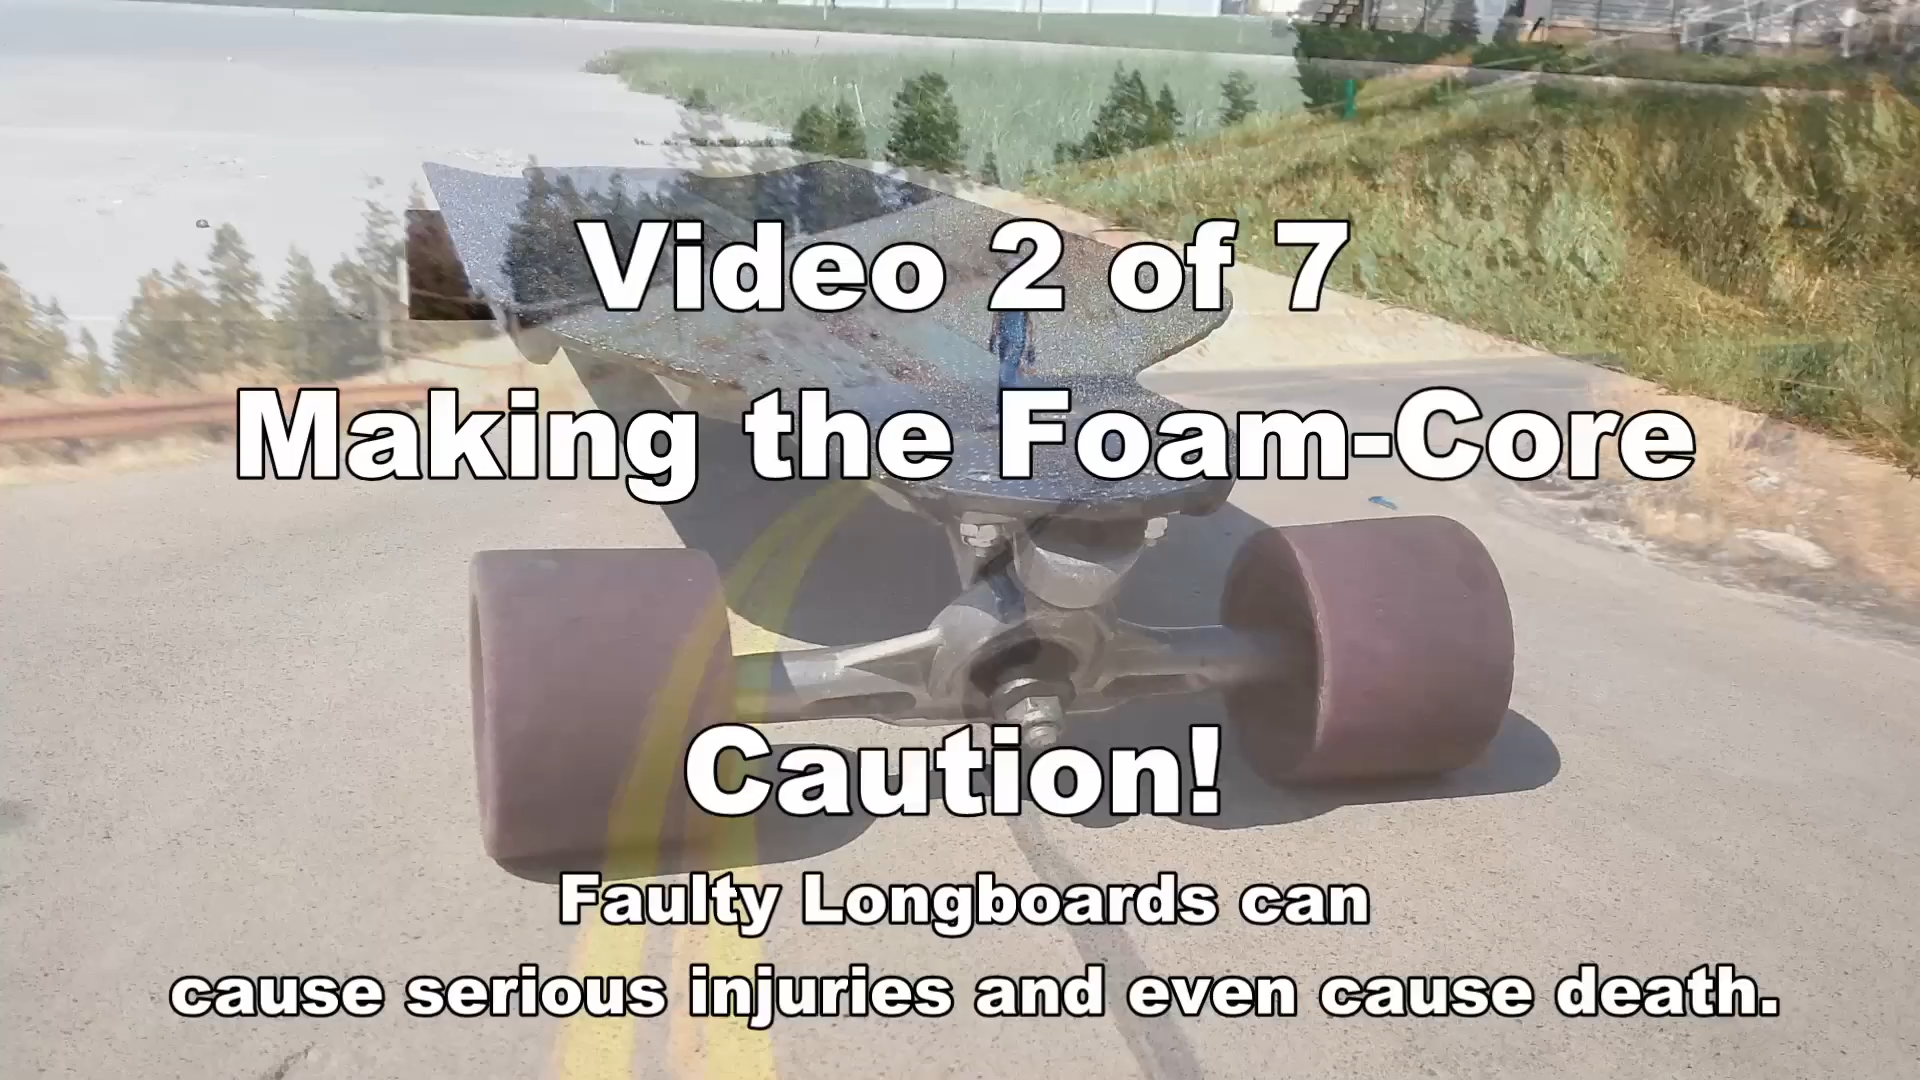 Video 2 of 7
Making the Foam-Core
Caution!
Faulty Longboards can
cause serious injuries and even cause death.